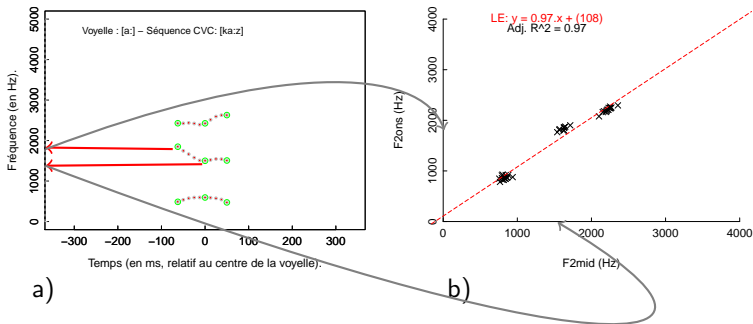 Voyelle : [a:] − Séquence CVC: [ka:z]
Fréquence (en Hz).
5000
4000
3000
2000
1000
0
−300
−200
−100
0
100
200
300
Temps (en ms, relatif au centre de la voyelle).
a)
LE: y = 0.97.x + (108)
Adj. R^2 = 0.97
F2ons (Hz)
4000
3000
2000
1000
0
0
1000
2000
3000
4000
F2mid (Hz)
b)